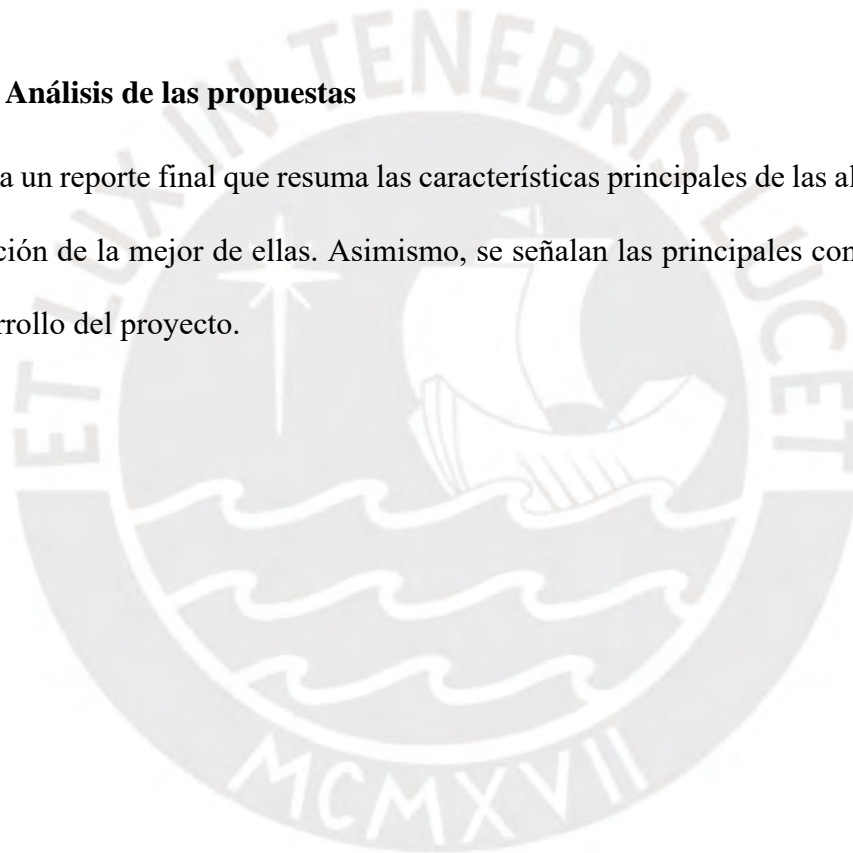 Análisis de las propuestas
a un reporte final que resuma las características principales de las al
ción de la mejor de ellas. Asimismo, se señalan las principales con
rrollo del proyecto.
ET LUX IN TENEBRIS LUCET
MCMXVII